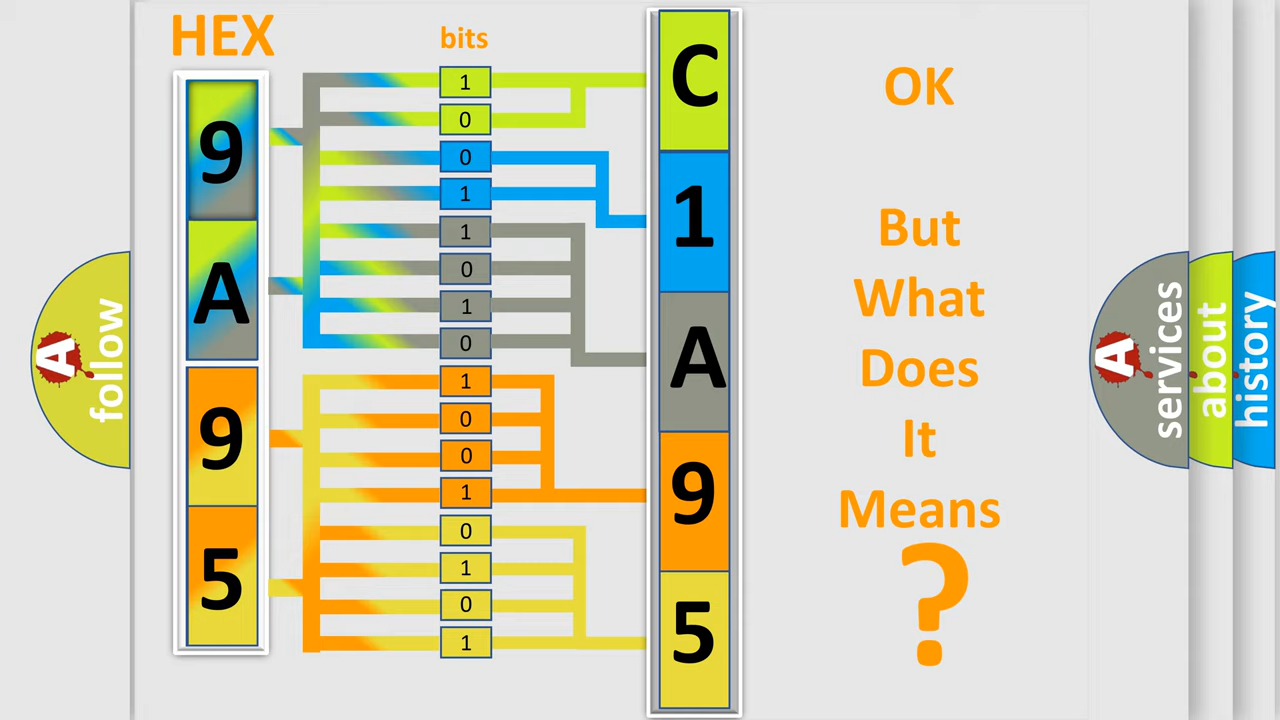 HEX
bits
9
A
9
5
1
0
0
1
1
0
1
0
1
0
0
1
0
1
0
1
C
1
A
9
5
OK
But
What
Does
It
Means
?
A
follow
A
services
about
history